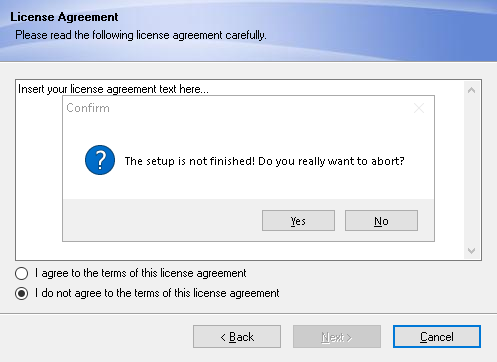 License Agreement
Please read the following license agreement carefully.
Insert your license agreement text here...
Confirm
The setup is not finished! Do you really want to abort?
Yes
No
I agree to the terms of this license agreement
I do not agree to the terms of this license agreement
< Back
Next >
Cancel